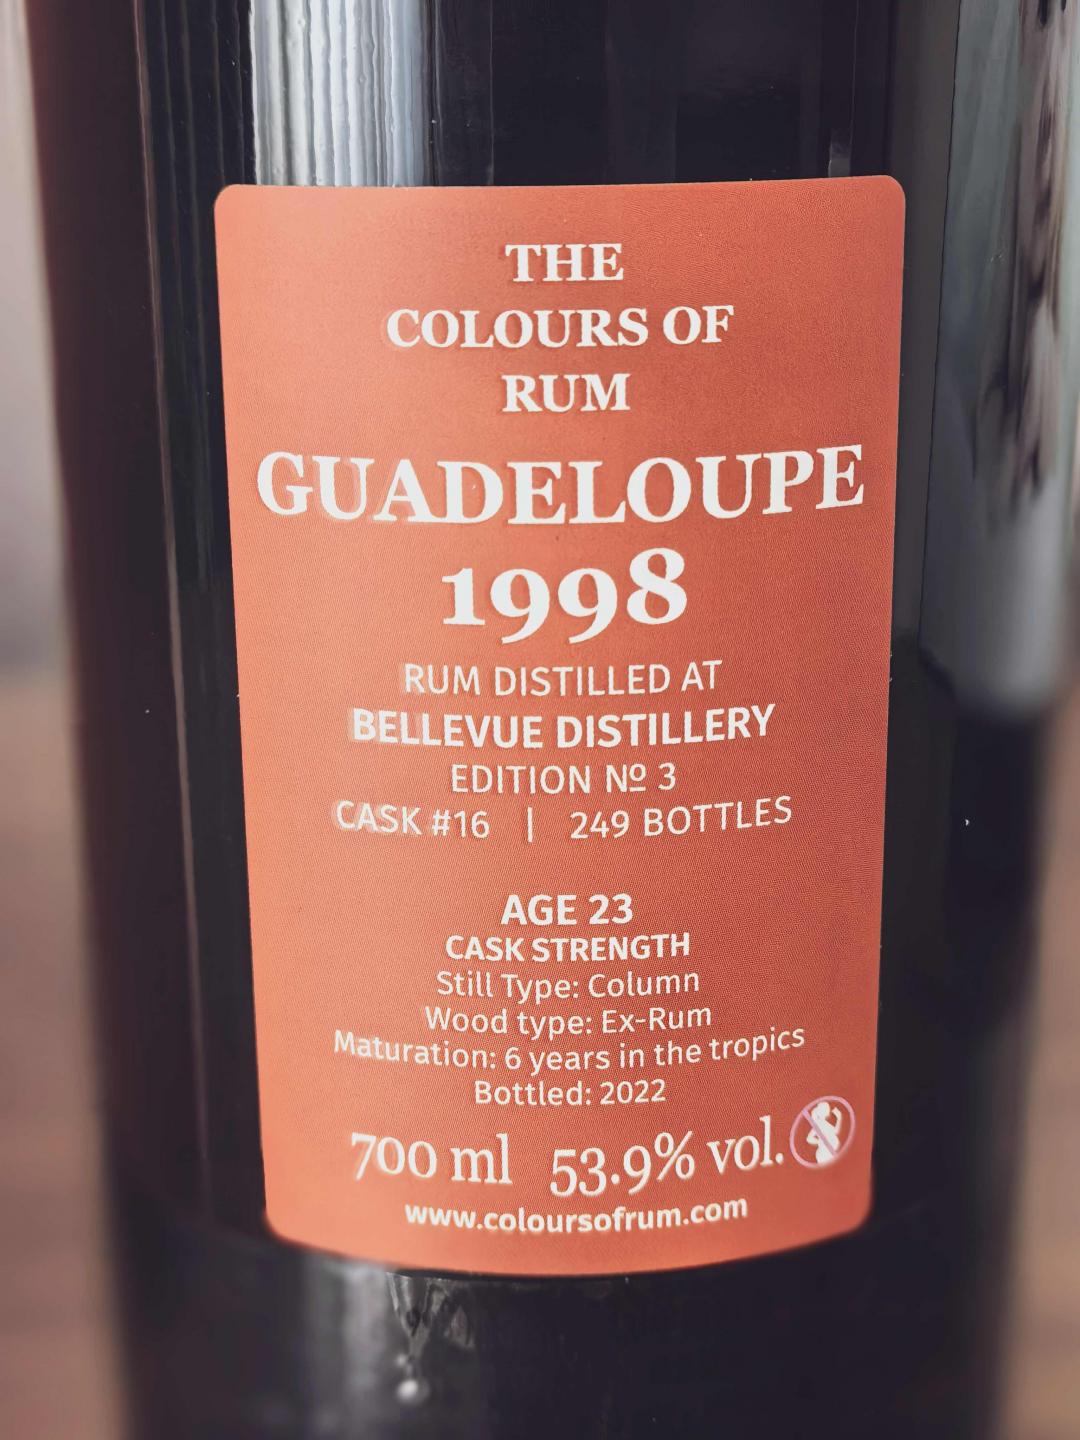 THE
COLOURS OF
RUM
GUADELOUPE
1998
RUM DISTILLED AT
BELLEVUE DISTILLERY
EDITION Nº 3
CASK #16 | 249 BOTTLES
AGE 23
CASK STRENGTH
Still Type: Column
Wood type: Ex-Rum
Maturation: 6 years in the tropics
Bottled: 2022
700 ml 53.9% vol.
www.coloursofrum.com